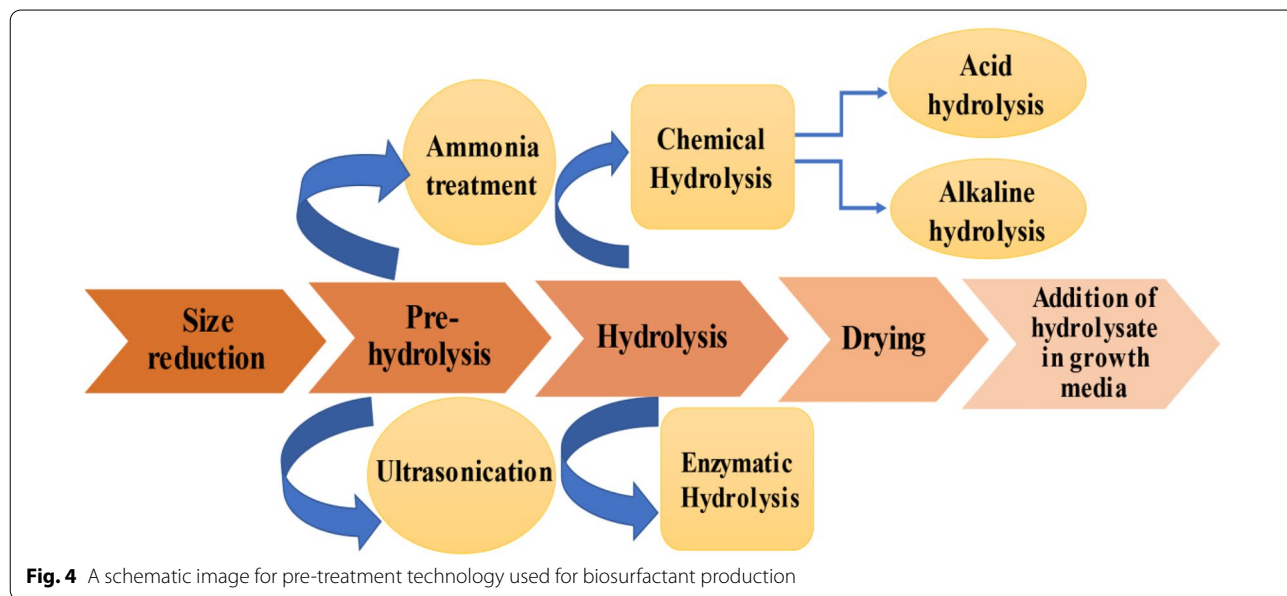 Acid
hydrolysis
Ammonia
treatment
Chemical
Hydrolysis
Alkaline
hydrolysis
Size
reduction
Pre-
hydrolysis
Hydrolysis
Drying
Addition of
hydrolysate
in growth
media
Ultrasonication
Enzymatic
Hydrolysis
Fig. 4 A schematic image for pre-treatment technology used for biosurfactant production